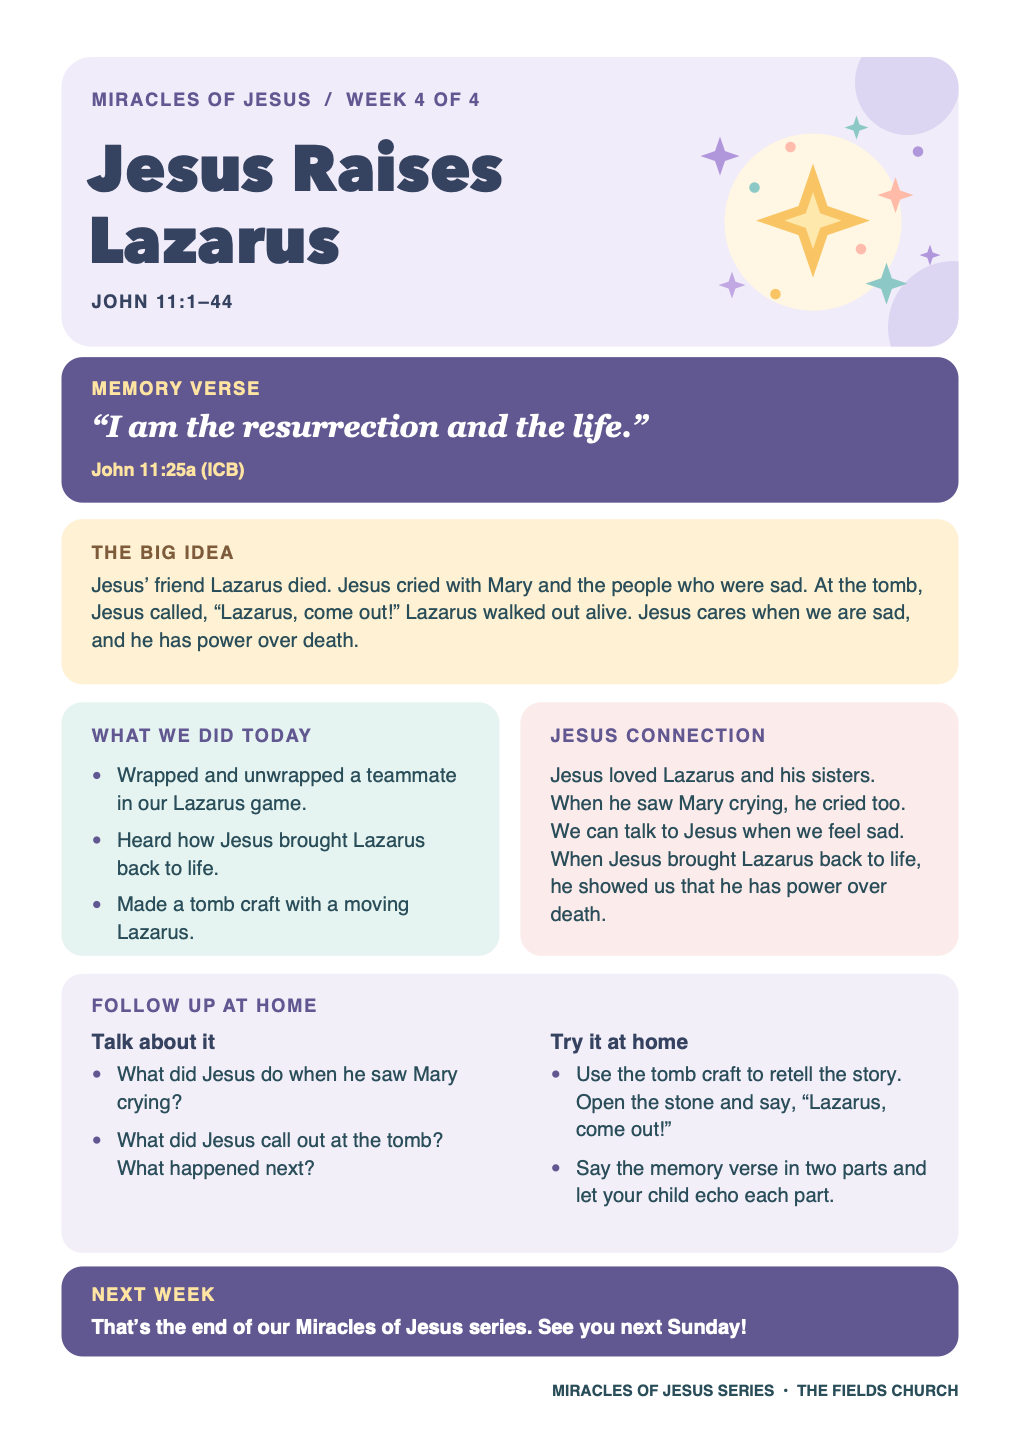 MIRACLES OF JESUS / WEEK 4 OF 4
Jesus Raises
Lazarus
JOHN 11:1–44
MEMORY VERSE
“I am the resurrection and the life.”
John 11:25a (ICB)
THE BIG IDEA
Jesus’ friend Lazarus died. Jesus cried with Mary and the people who were sad. At the tomb,
Jesus called, “Lazarus, come out!” Lazarus walked out alive. Jesus cares when we are sad,
and he has power over death.
WHAT WE DID TODAY
• Wrapped and unwrapped a teammate
in our Lazarus game.
• Heard how Jesus brought Lazarus
back to life.
• Made a tomb craft with a moving
Lazarus.
JESUS CONNECTION
Jesus loved Lazarus and his sisters.
When he saw Mary crying, he cried too.
We can talk to Jesus when we feel sad.
When Jesus brought Lazarus back to life,
he showed us that he has power over
death.
FOLLOW UP AT HOME
Talk about it
• What did Jesus do when he saw Mary
crying?
• What did Jesus call out at the tomb?
What happened next?
Try it at home
• Use the tomb craft to retell the story.
Open the stone and say, “Lazarus,
come out!”
• Say the memory verse in two parts and
let your child echo each part.
NEXT WEEK
That’s the end of our Miracles of Jesus series. See you next Sunday!
MIRACLES OF JESUS SERIES • THE FIELDS CHURCH